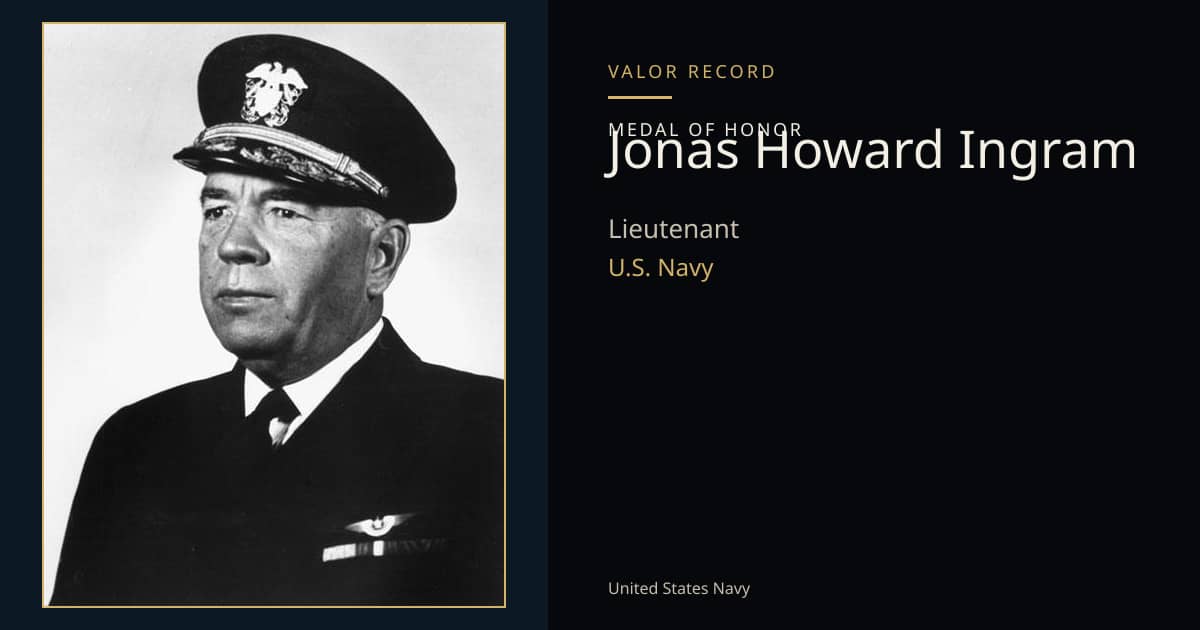 VALOR RECORD
MEDAL OF HONOR
Jonas Howard Ingram
Lieutenant
U.S. Navy
United States Navy